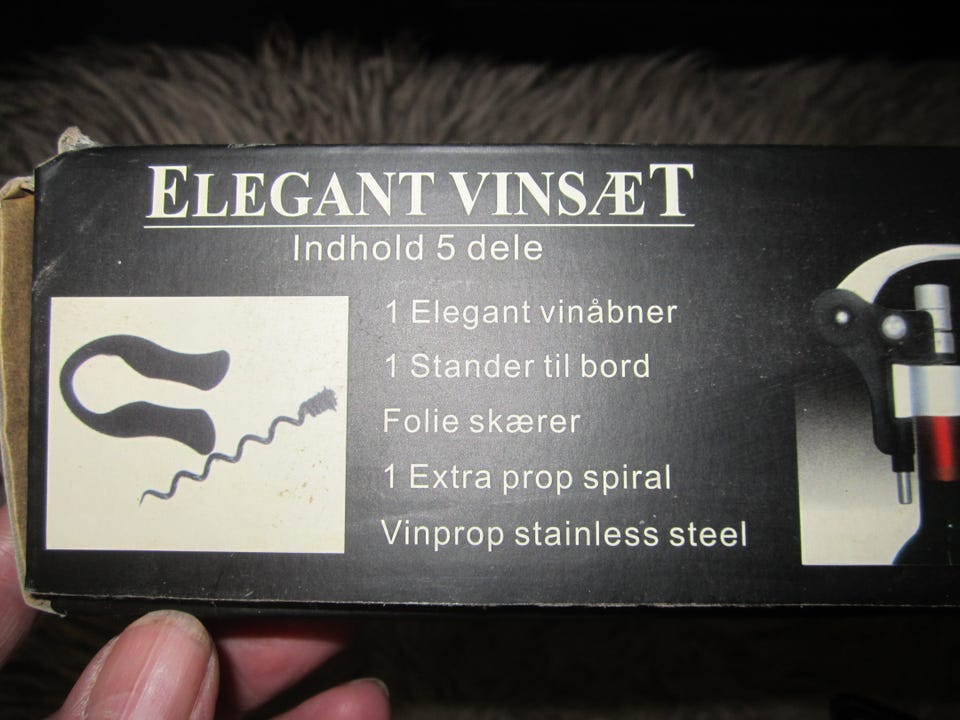 ELEGANT VINSÆT
Indhold 5 dele
1 Elegant vinåbner
1 Stander til bord
Folie skærer
1 Extra prop spiral
Vinprop stainless steel